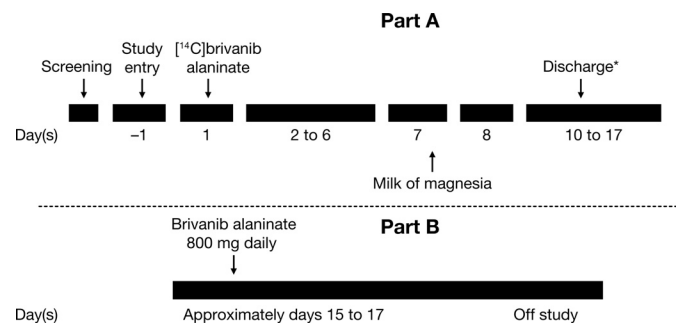 Part A
Screening
Study entry
[¹⁴C]brivanib alaninate
Discharge*
Day(s) –1 1 2 to 6 7 8 10 to 17
Milk of magnesia
Part B
Brivanib alaninate
800 mg daily
Day(s) Approximately days 15 to 17 Off study